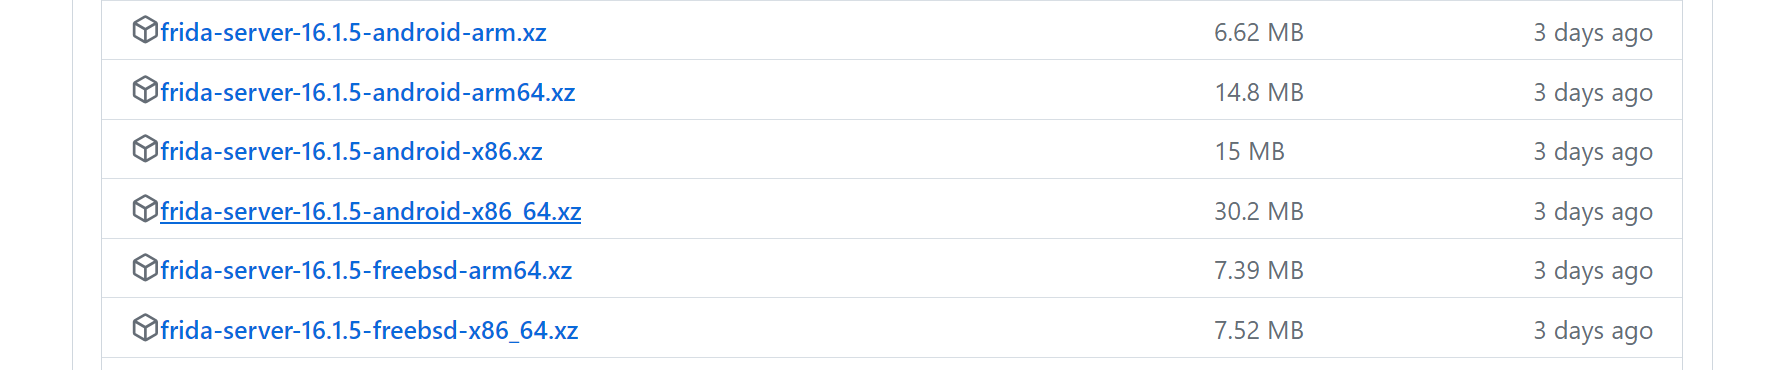 frida-server-16.1.5-android-arm.xz 6.62 MB 3 days ago
frida-server-16.1.5-android-arm64.xz 14.8 MB 3 days ago
frida-server-16.1.5-android-x86.xz 15 MB 3 days ago
frida-server-16.1.5-android-x86_64.xz 30.2 MB 3 days ago
frida-server-16.1.5-freebsd-arm64.xz 7.39 MB 3 days ago
frida-server-16.1.5-freebsd-x86_64.xz 7.52 MB 3 days ago